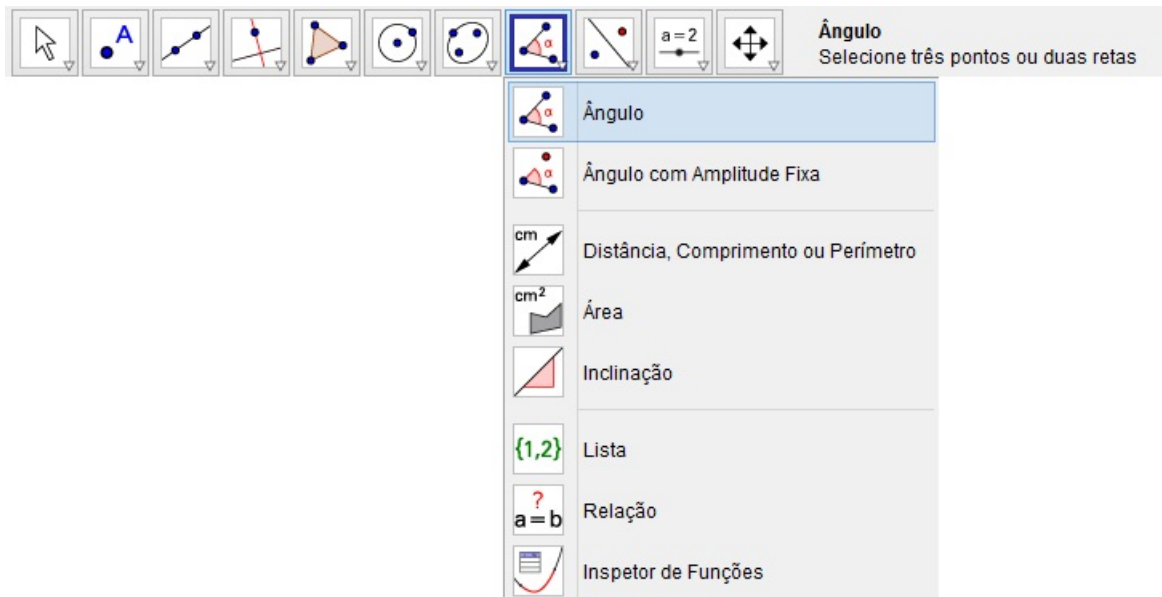 A
α
a = 2
Ângulo
Selecione três pontos ou duas retas
α
Ângulo
α
Ângulo com Amplitude Fixa
cm
Distância, Comprimento ou Perímetro
cm²
Área
Inclinação
{1,2}
Lista
?
a = b
Relação
Inspetor de Funções